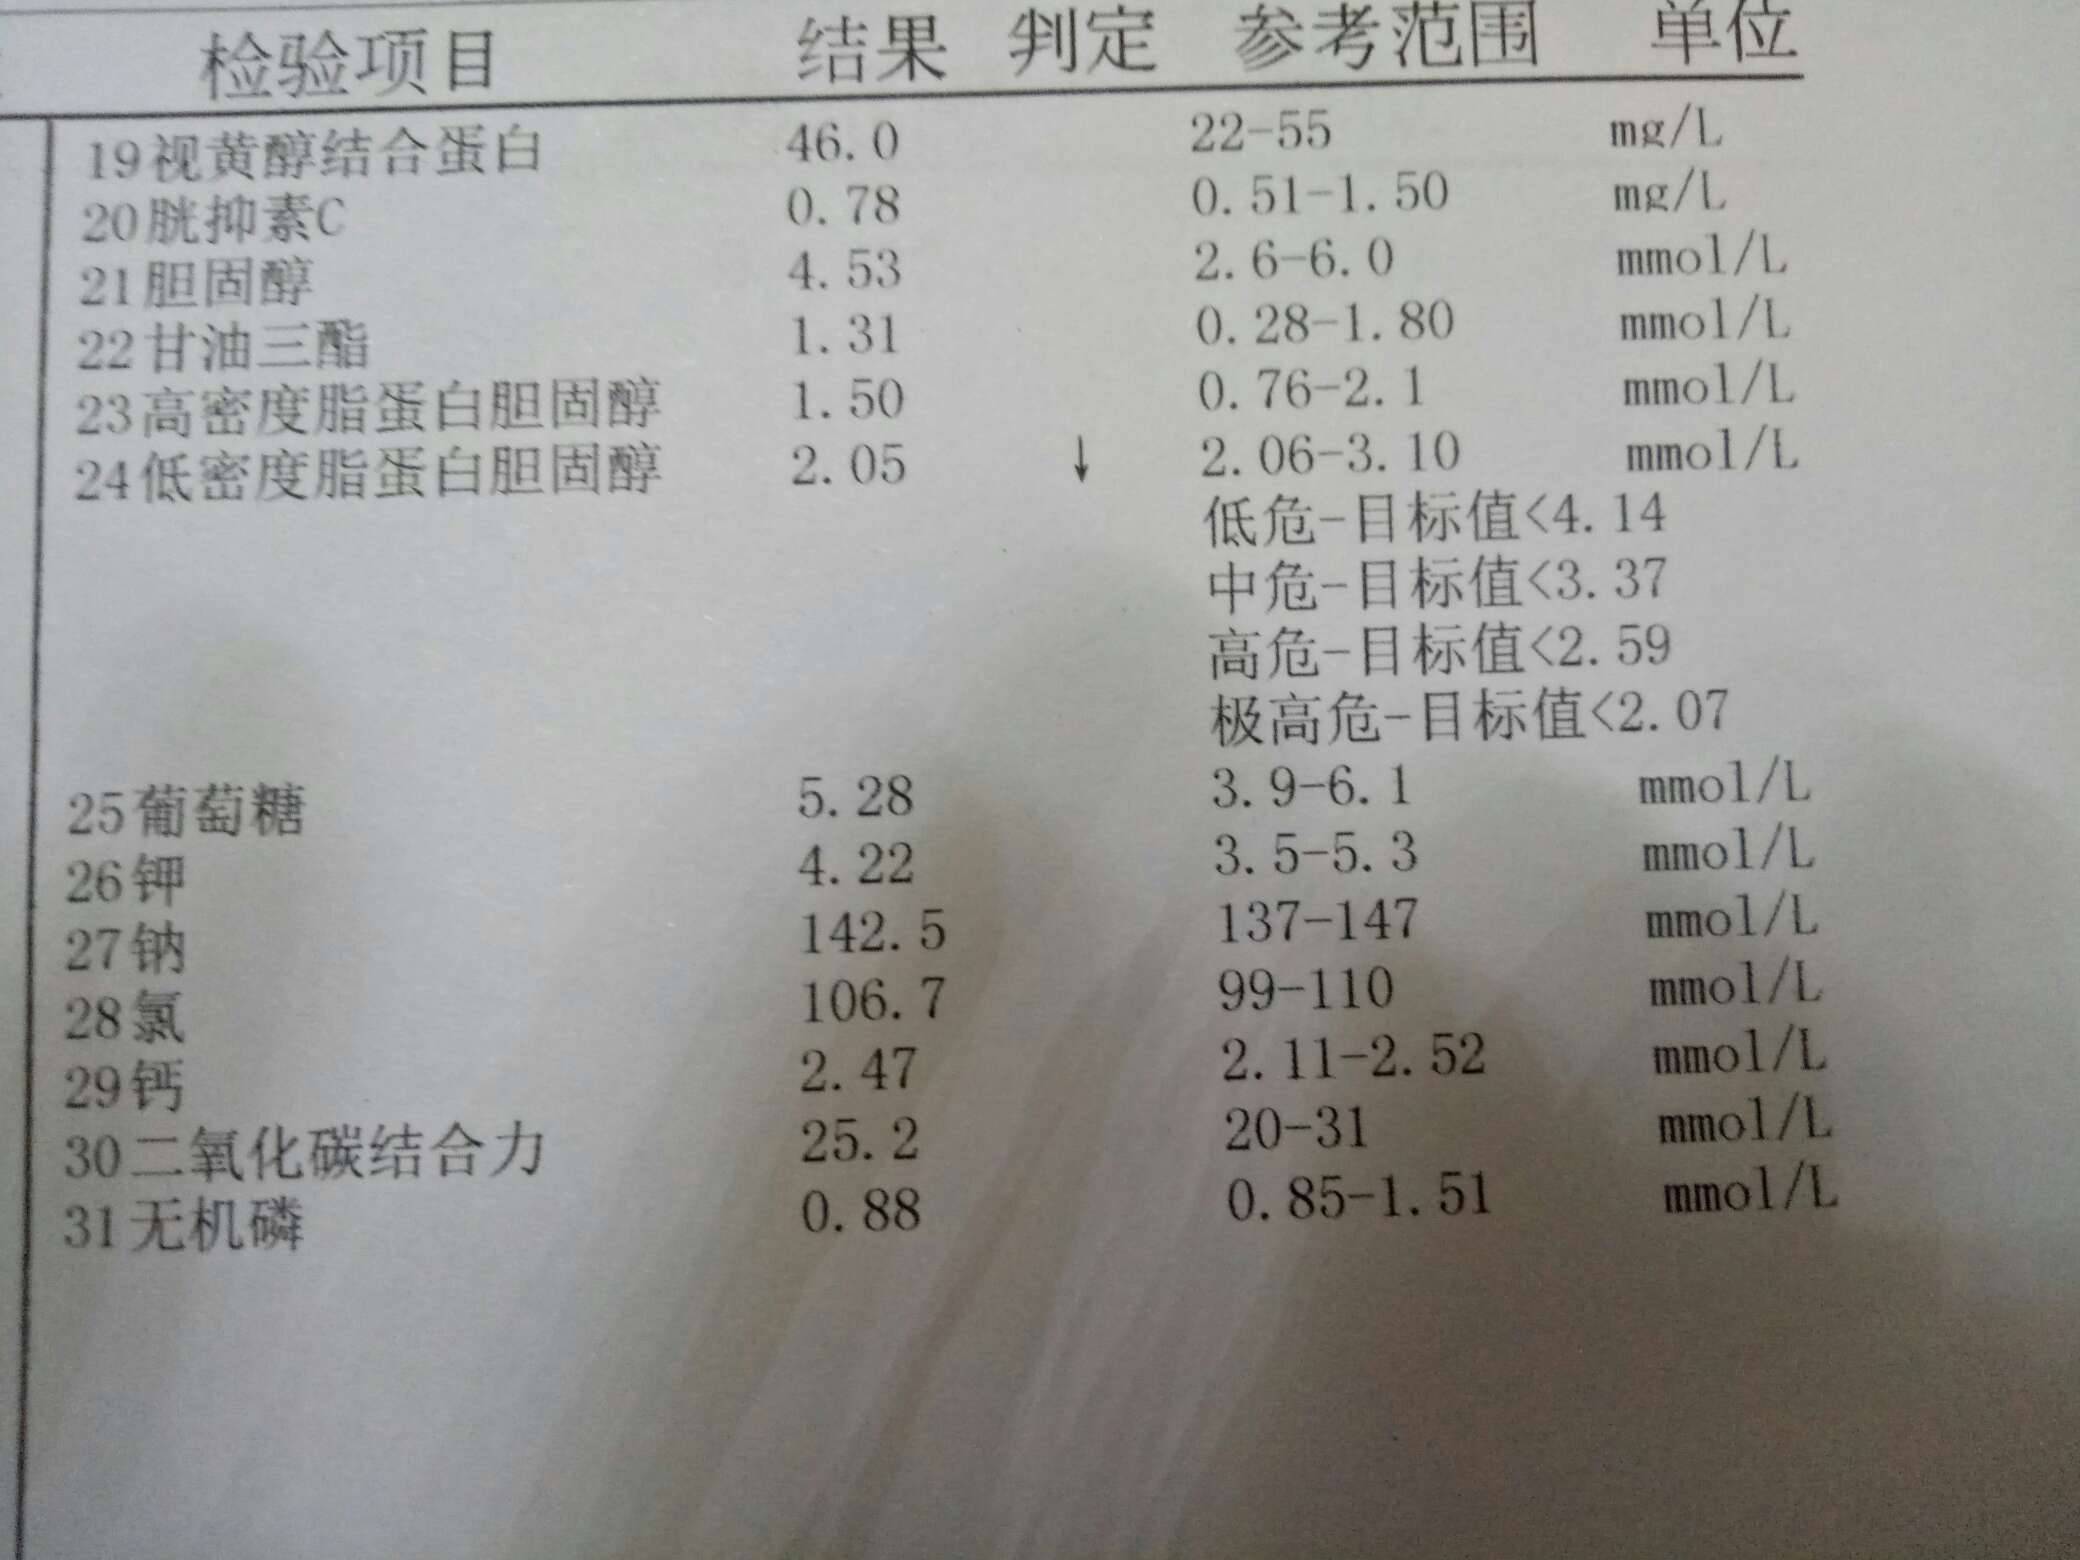 检验项目 结果 判定 参考范围 单位
19视黄醇结合蛋白 46.0 22-55 mg/L
20胱抑素C 0.78 0.51-1.50 mg/L
21胆固醇 4.53 2.6-6.0 mmol/L
22甘油三酯 1.31 0.28-1.80 mmol/L
23高密度脂蛋白胆固醇 1.50 0.76-2.1 mmol/L
24低密度脂蛋白胆固醇 2.05 ↓ 2.06-3.10 mmol/L
低危-目标值<4.14
中危-目标值<3.37
高危-目标值<2.59
极高危-目标值<2.07
25葡萄糖 5.28 3.9-6.1 mmol/L
26钾 4.22 3.5-5.3 mmol/L
27钠 142.5 137-147 mmol/L
28氯 106.7 99-110 mmol/L
29钙 2.47 2.11-2.52 mmol/L
30二氧化碳结合力 25.2 20-31 mmol/L
31无机磷 0.88 0.85-1.51 mmol/L